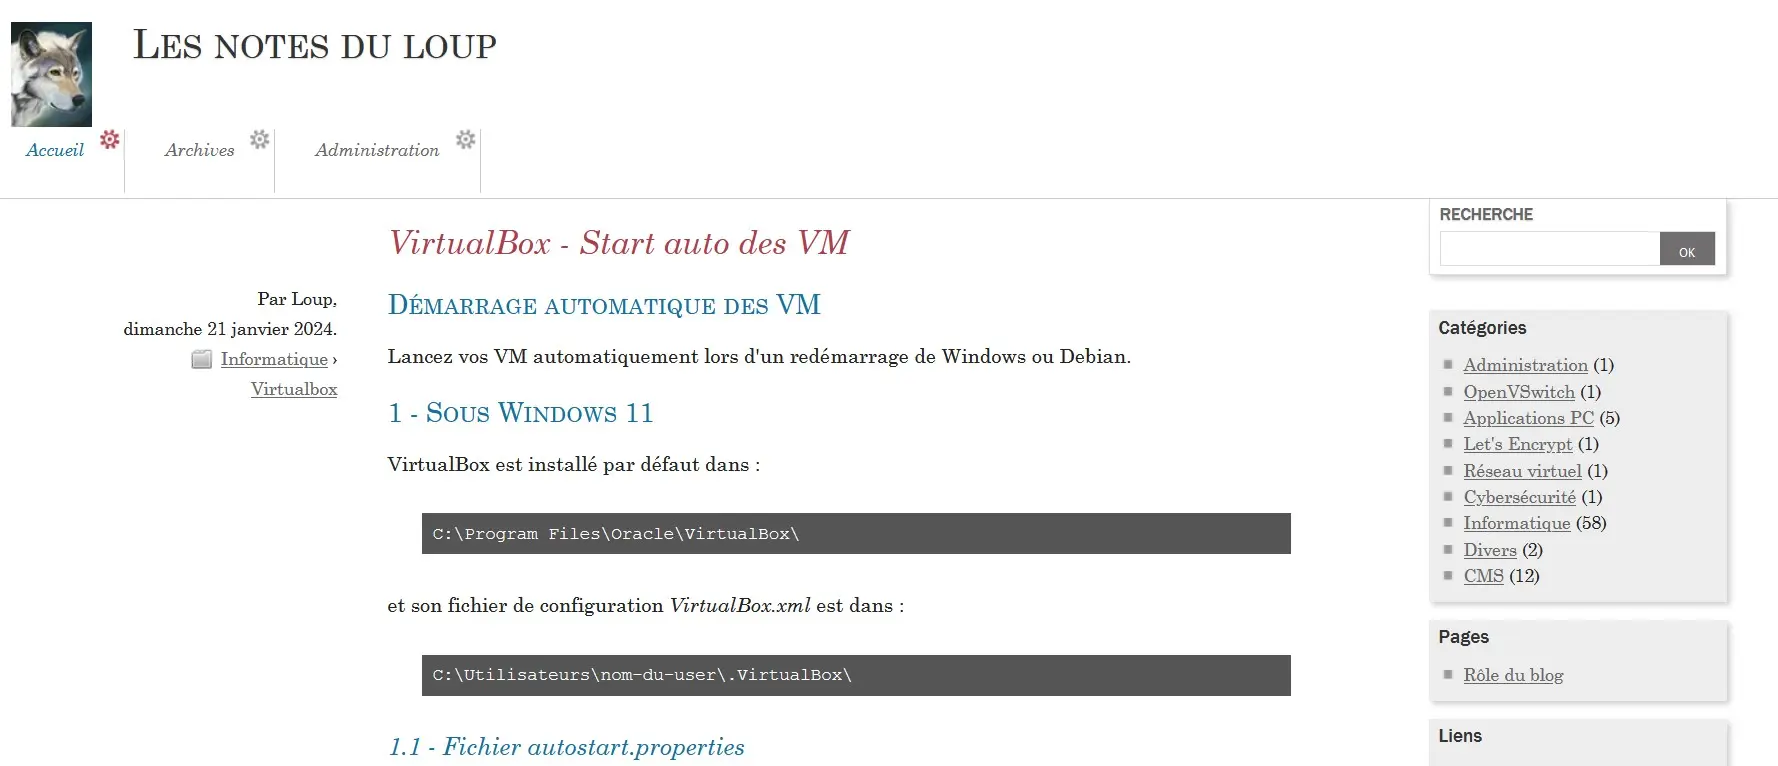 Les notes du loup
Accueil
Archives
Administration
VirtualBox - Start auto des VM
Par Loup,
dimanche 21 janvier 2024.
Informatique ›
Virtualbox
Démarrage automatique des VM
Lancez vos VM automatiquement lors d'un redémarrage de Windows ou Debian.
1 - Sous Windows 11
VirtualBox est installé par défaut dans :
C:\Program Files\Oracle\VirtualBox\
et son fichier de configuration VirtualBox.xml est dans :
C:\Utilisateurs\nom-du-user\.VirtualBox\
1.1 - Fichier autostart.properties
RECHERCHE
OK
Catégories
Administration (1)
OpenVSwitch (1)
Applications PC (5)
Let's Encrypt (1)
Réseau virtuel (1)
Cybersécurité (1)
Informatique (58)
Divers (2)
CMS (12)
Pages
Rôle du blog
Liens